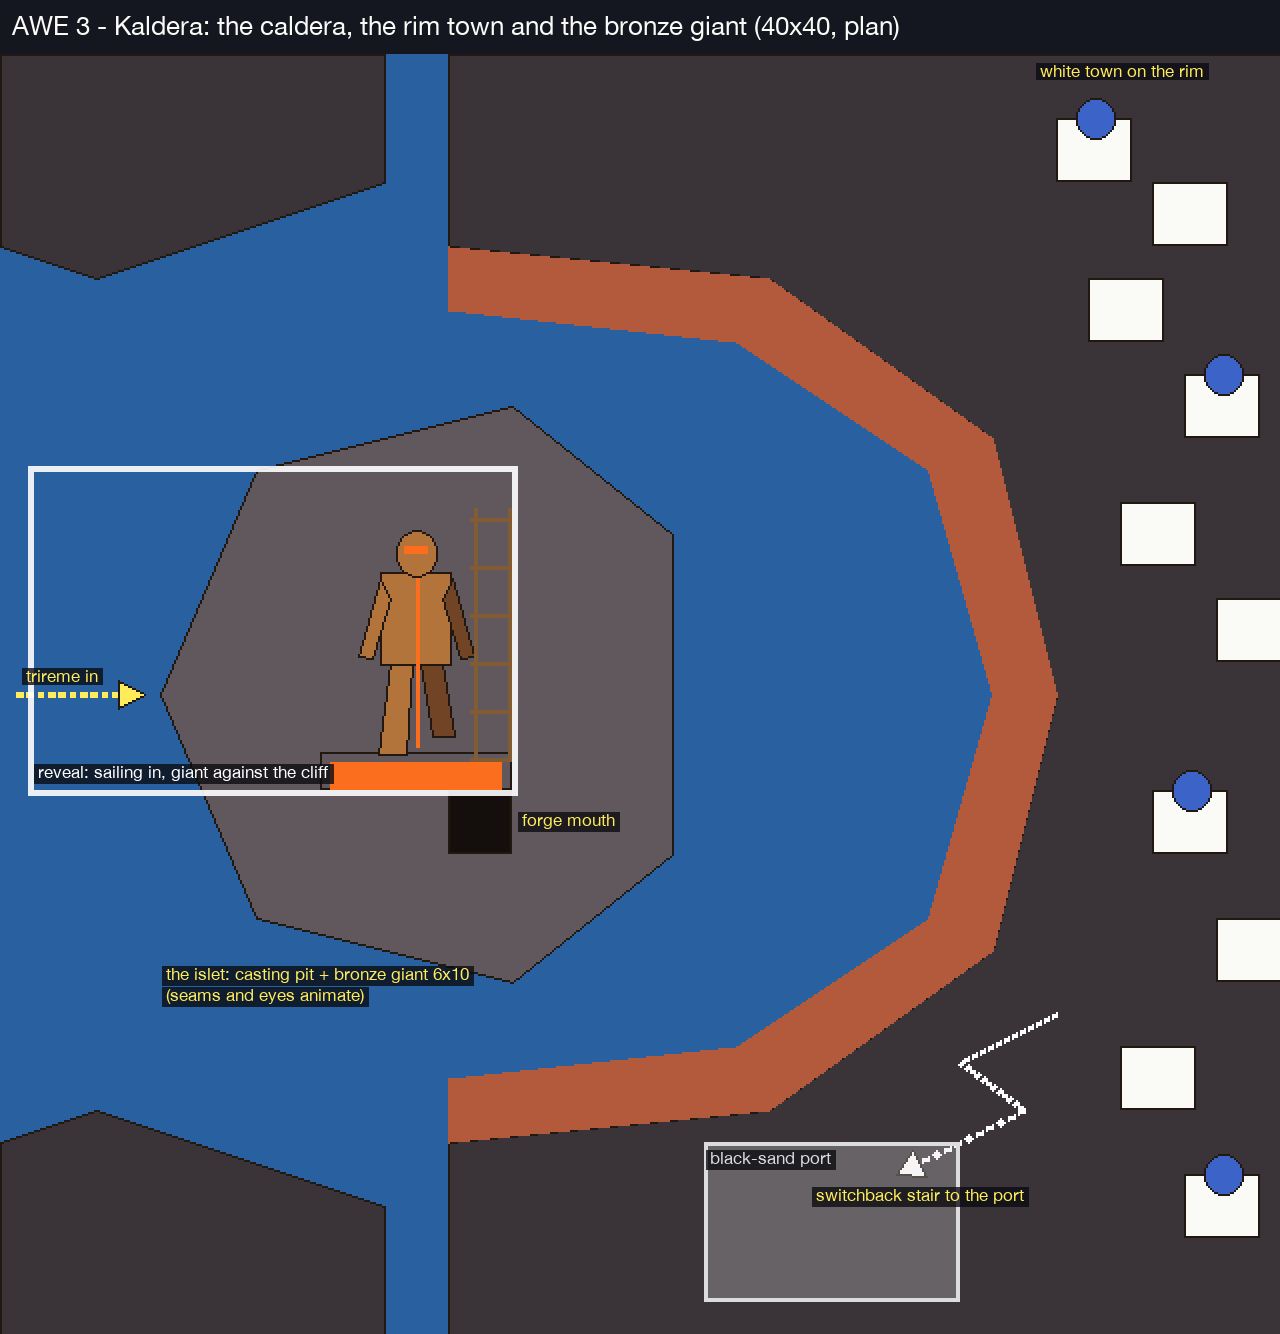 AWE 3 - Kaldera: the caldera, the rim town and the bronze giant (40x40, plan)
white town on the rim
trireme in
reveal: sailing in, giant against the cliff
forge mouth
the islet: casting pit + bronze giant 6x10
(seams and eyes animate)
black-sand port
switchback stair to the port